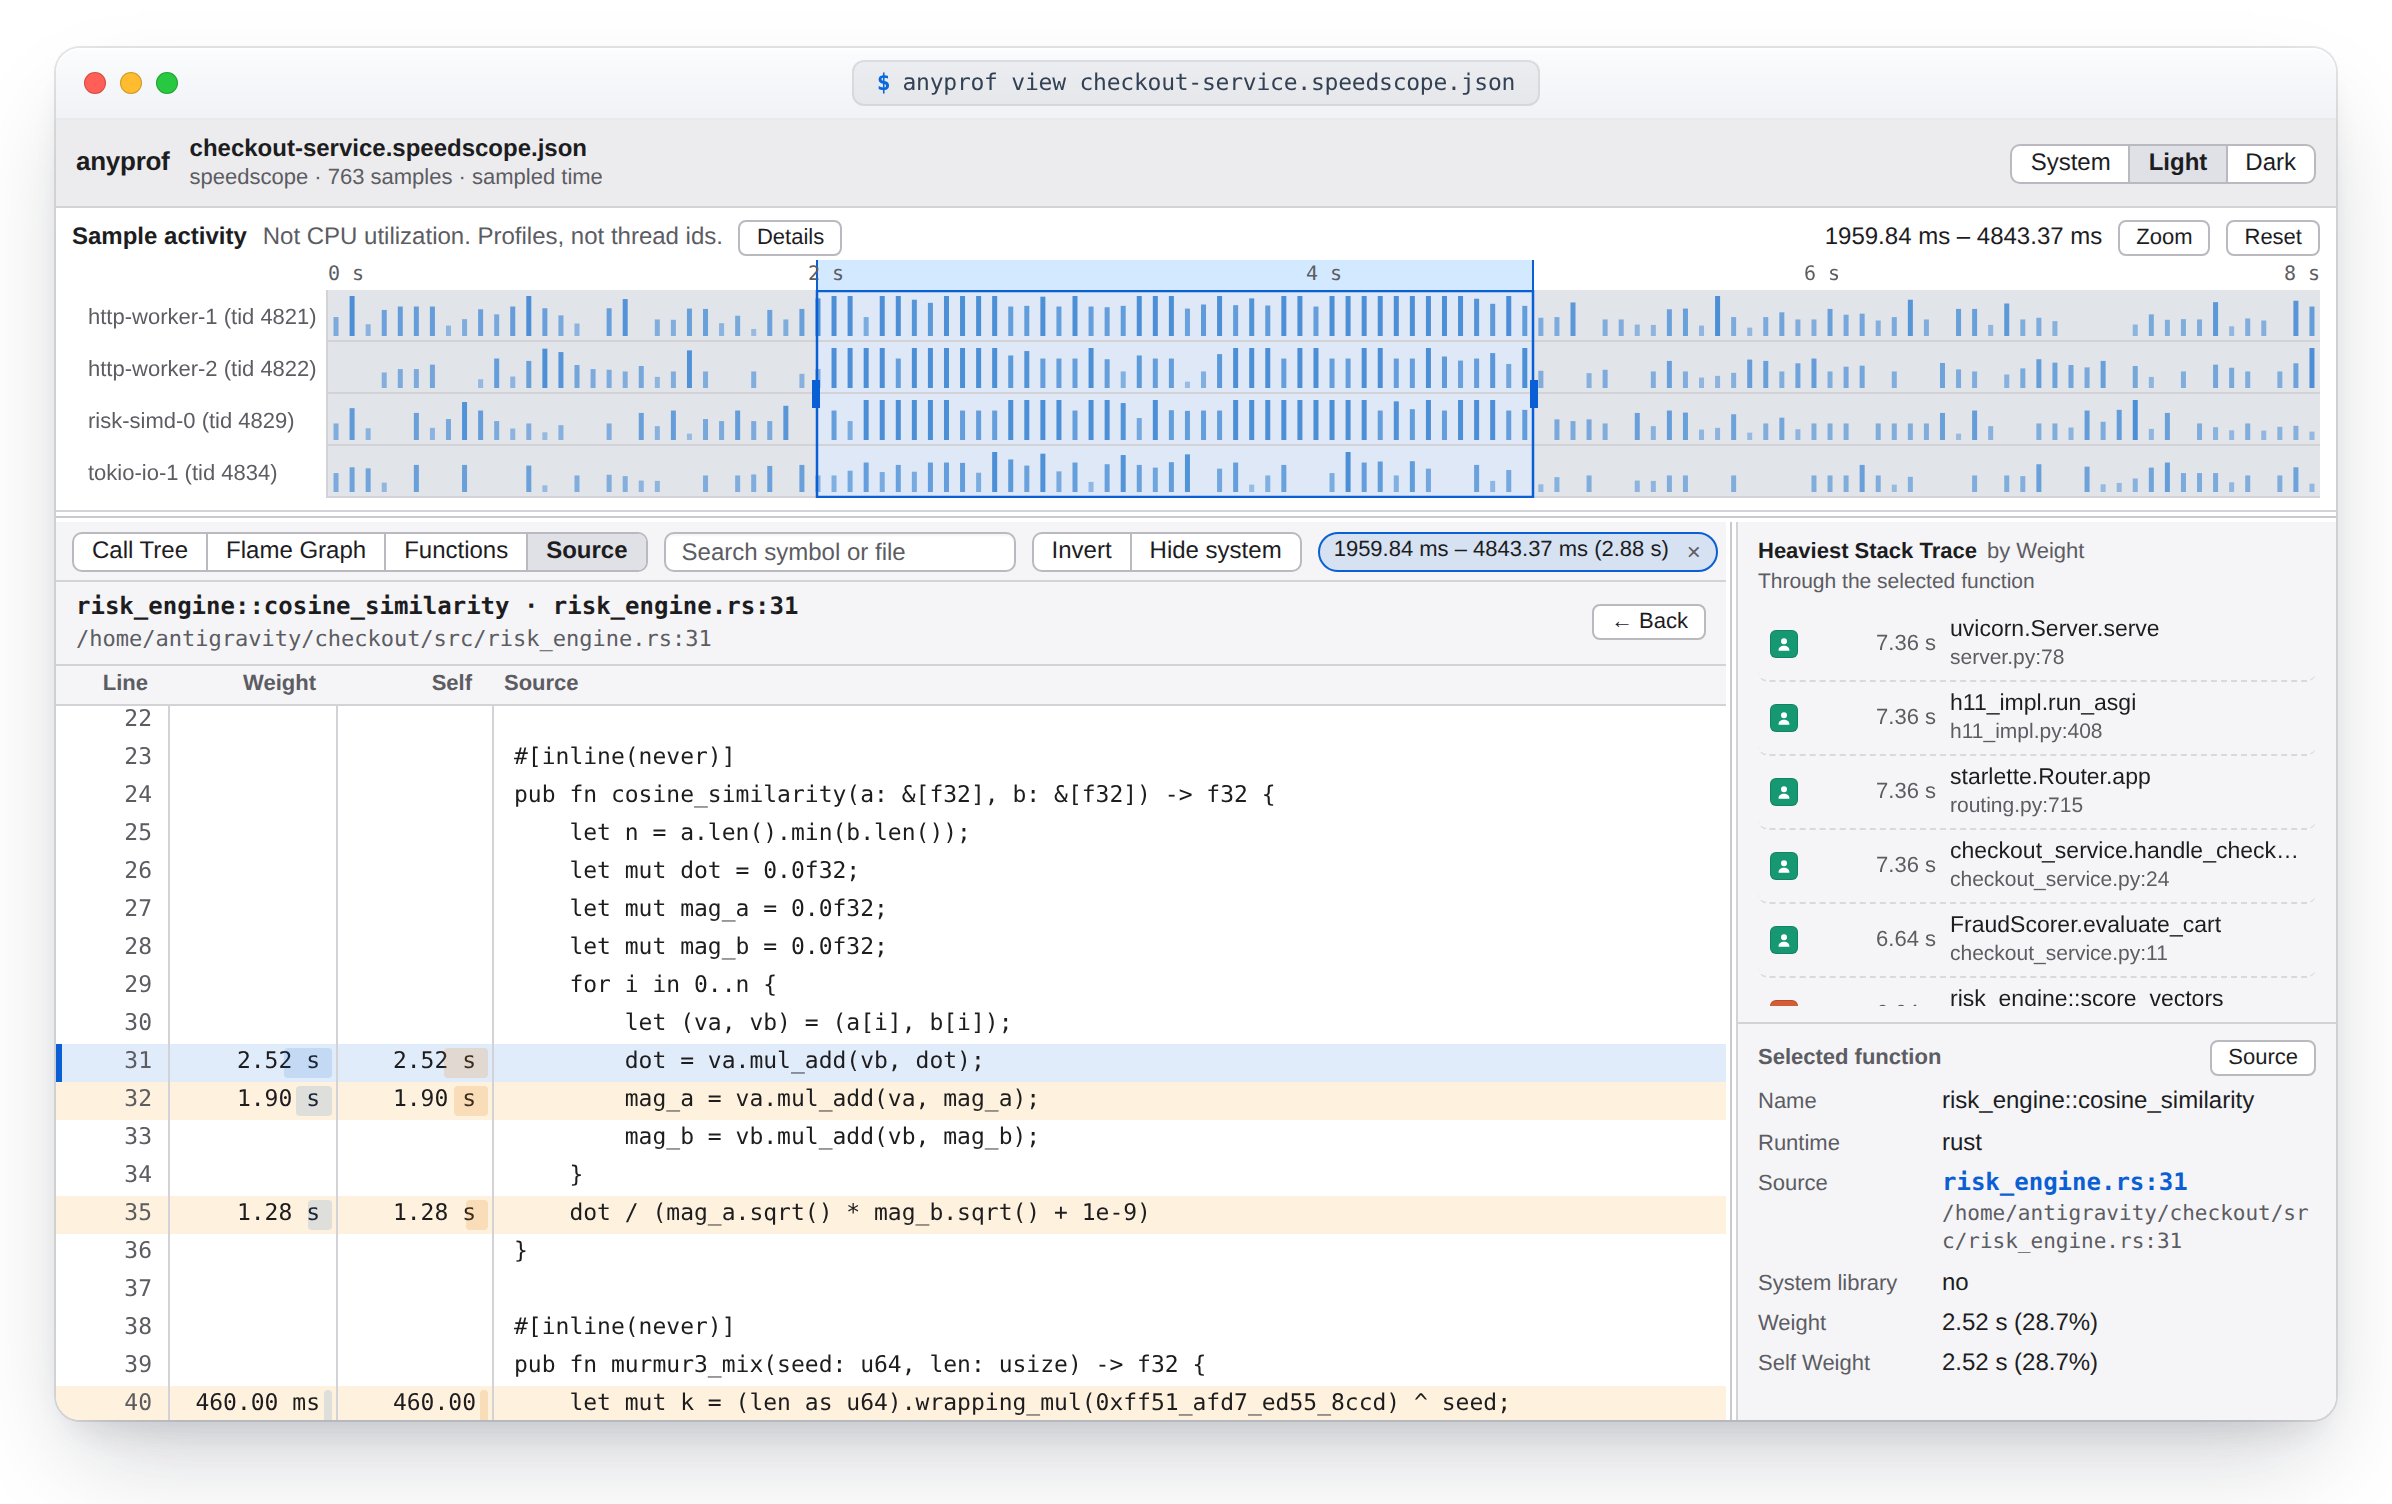 $ anyprof view checkout-service.speedscope.json
anyprof
checkout-service.speedscope.json
speedscope · 763 samples · sampled time
System Light Dark
Sample activity Not CPU utilization. Profiles, not thread ids. Details
1959.84 ms – 4843.37 ms Zoom Reset
0 s 2 s 4 s 6 s 8 s
http-worker-1 (tid 4821)
http-worker-2 (tid 4822)
risk-simd-0 (tid 4829)
tokio-io-1 (tid 4834)
Call Tree Flame Graph Functions Source Search symbol or file Invert Hide system 1959.84 ms – 4843.37 ms (2.88 s) ×
risk_engine::cosine_similarity · risk_engine.rs:31
/home/antigravity/checkout/src/risk_engine.rs:31
← Back
Line Weight Self Source
22
23 #[inline(never)]
24 pub fn cosine_similarity(a: &[f32], b: &[f32]) -> f32 {
25 let n = a.len().min(b.len());
26 let mut dot = 0.0f32;
27 let mut mag_a = 0.0f32;
28 let mut mag_b = 0.0f32;
29 for i in 0..n {
30 let (va, vb) = (a[i], b[i]);
31 2.52 s 2.52 s dot = va.mul_add(vb, dot);
32 1.90 s 1.90 s mag_a = va.mul_add(va, mag_a);
33 mag_b = vb.mul_add(vb, mag_b);
34 }
35 1.28 s 1.28 s dot / (mag_a.sqrt() * mag_b.sqrt() + 1e-9)
36 }
37
38 #[inline(never)]
39 pub fn murmur3_mix(seed: u64, len: usize) -> f32 {
40 460.00 ms 460.00 let mut k = (len as u64).wrapping_mul(0xff51_afd7_ed55_8ccd) ^ seed;
Heaviest Stack Trace by Weight
Through the selected function
7.36 s uvicorn.Server.serve
server.py:78
7.36 s h11_impl.run_asgi
h11_impl.py:408
7.36 s starlette.Router.app
routing.py:715
7.36 s checkout_service.handle_check…
checkout_service.py:24
6.64 s FraudScorer.evaluate_cart
checkout_service.py:11
risk_engine::score_vectors
Selected function Source
Name risk_engine::cosine_similarity
Runtime rust
Source risk_engine.rs:31
/home/antigravity/checkout/sr
c/risk_engine.rs:31
System library no
Weight 2.52 s (28.7%)
Self Weight 2.52 s (28.7%)